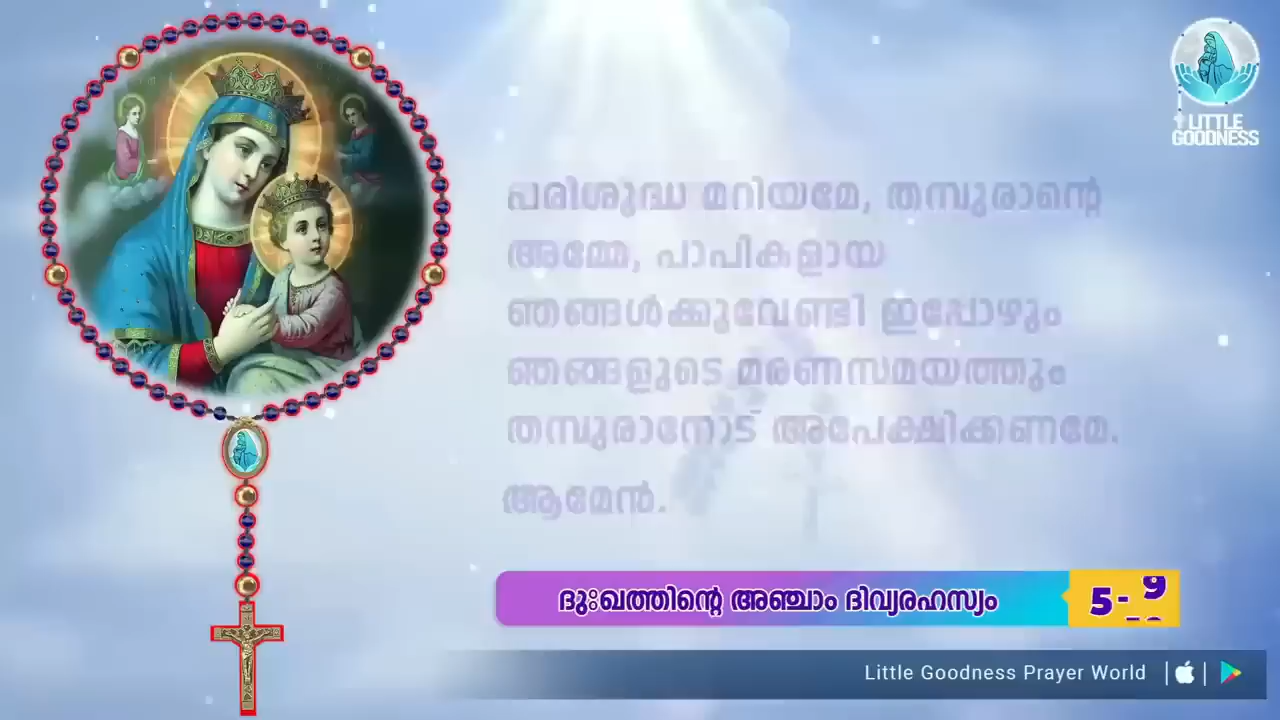 LITTLE
GOODNESS
പരിശുദ്ധ മറിയമേ, തമ്പുരാന്റെ
അമ്മേ, പാപികളായ
ഞങ്ങൾക്കുവേണ്ടി ഇപ്പോഴും
ഞങ്ങളുടെ മരണസമയത്തും
തമ്പുരാനോട് അപേക്ഷിക്കണമേ.
ആമേൻ.
ദുഃഖത്തിന്റെ അഞ്ചാം ദിവ്യരഹസ്യം
5- 9
Little Goodness Prayer World